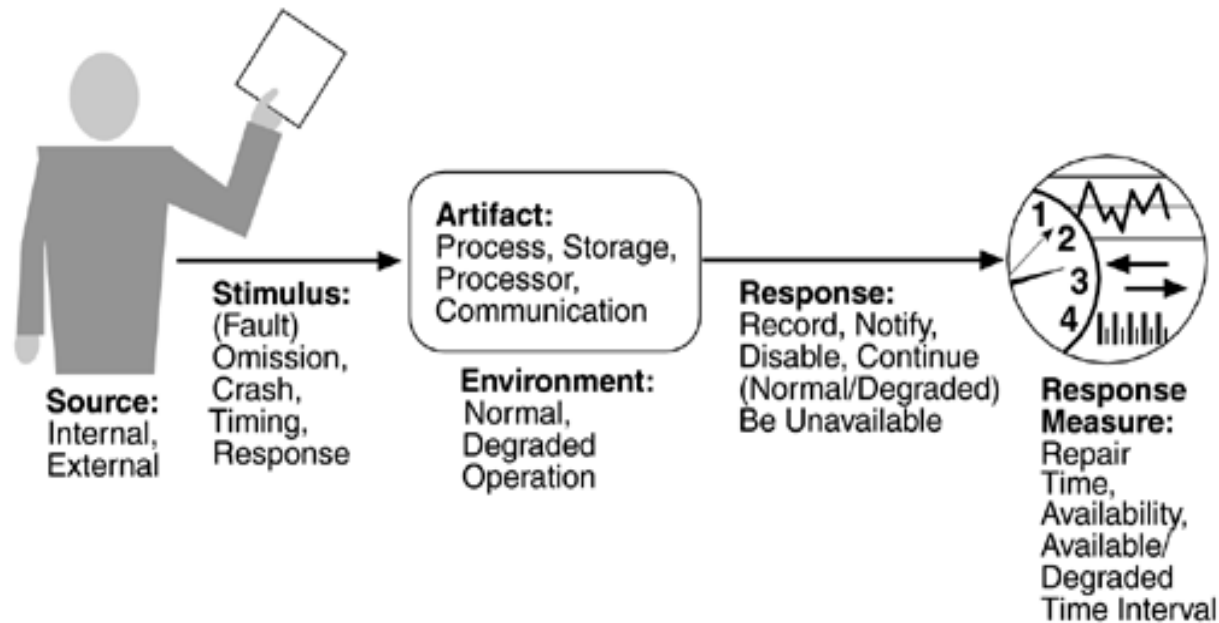 Source:
Internal,
External
Stimulus:
(Fault)
Omission,
Crash,
Timing,
Response
Artifact:
Process, Storage,
Processor,
Communication
Environment:
Normal,
Degraded
Operation
Response:
Record, Notify,
Disable, Continue
(Normal/Degraded)
Be Unavailable
1
2
3
4
Response
Measure:
Repair
Time,
Availability,
Available/
Degraded
Time Interval